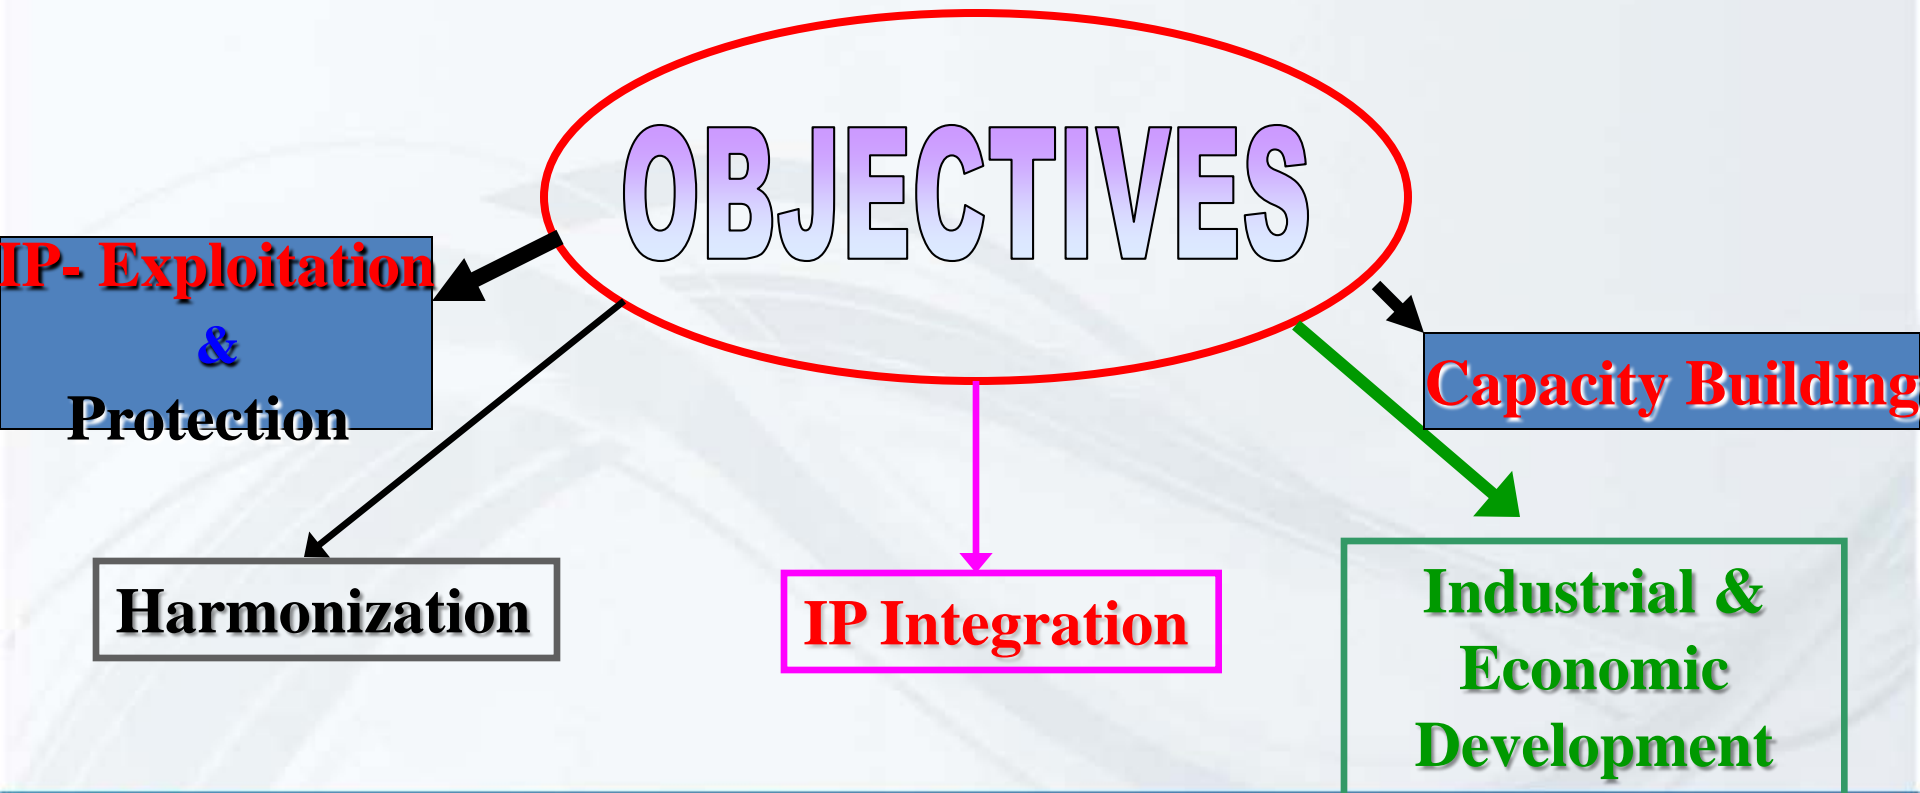 OBJECTIVES
IP- Exploitation
&
Protection
Capacity Building
Harmonization
IP Integration
Industrial &
Economic
Development